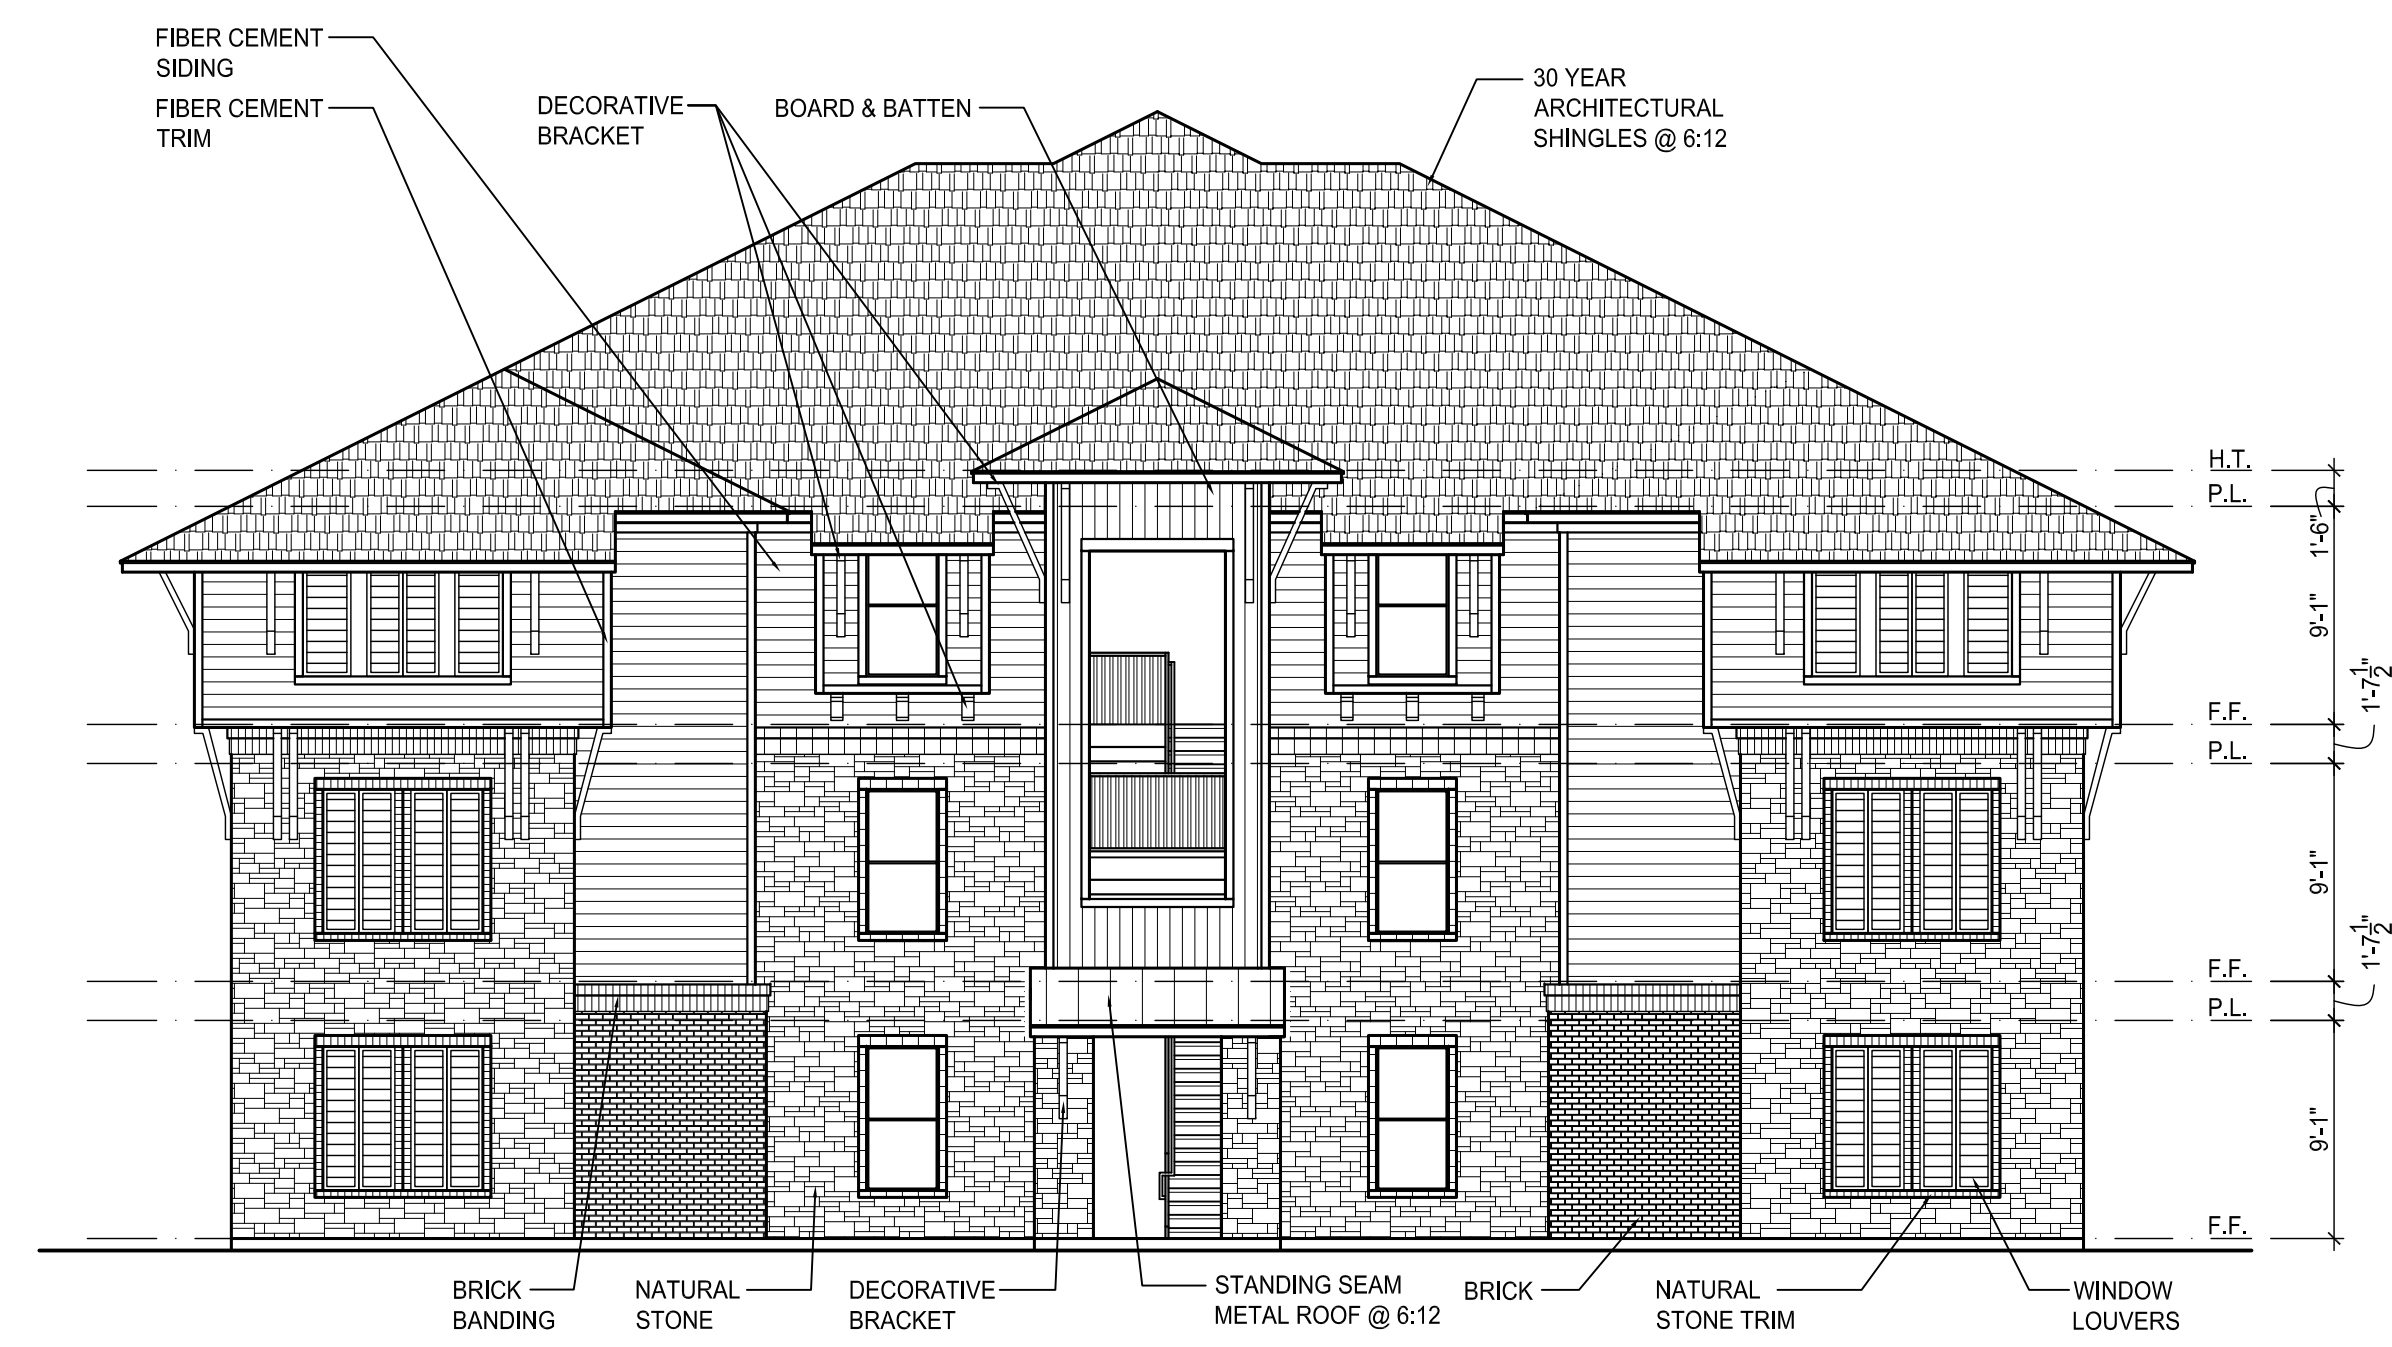 FIBER CEMENT
SIDING
FIBER CEMENT
TRIM
DECORATIVE
BRACKET
BOARD & BATTEN
30 YEAR
ARCHITECTURAL
SHINGLES @ 6:12
H.T.
P.L.
1'-6"
9'-1"
F.F.
1'-7 1/2"
P.L.
9'-1"
F.F.
1'-7 1/2"
P.L.
9'-1"
F.F.
BRICK
BANDING
NATURAL
STONE
DECORATIVE
BRACKET
STANDING SEAM
METAL ROOF @ 6:12
BRICK
NATURAL
STONE TRIM
WINDOW
LOUVERS